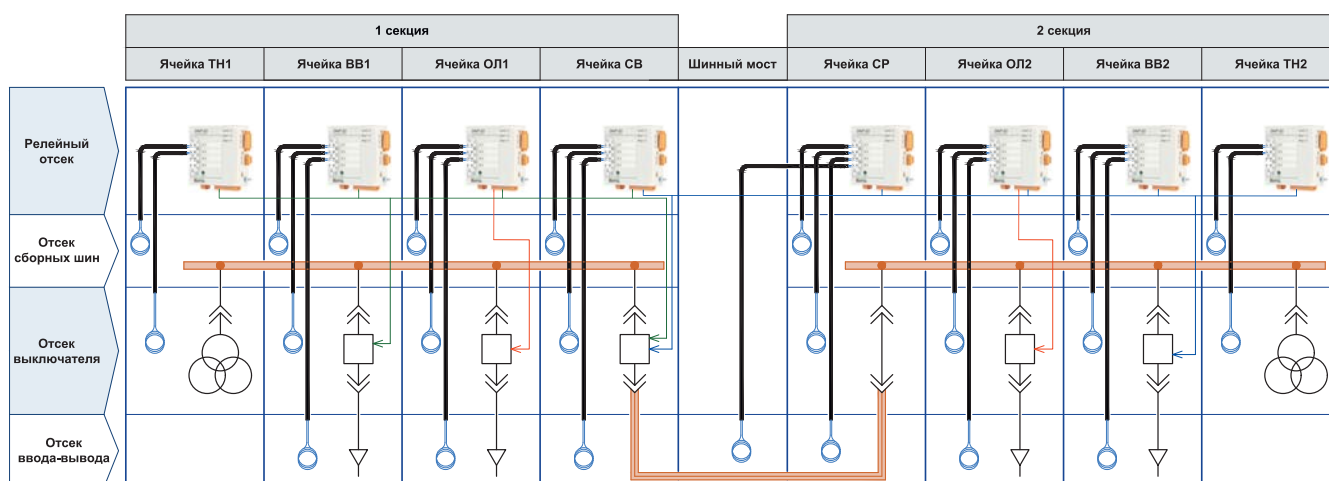 1 секция
2 секция
Ячейка ТН1
Ячейка ВВ1
Ячейка ОЛ1
Ячейка СВ
Шинный мост
Ячейка СР
Ячейка ОЛ2
Ячейка ВВ2
Ячейка ТН2
Релейный
отсек
Отсек
сборных шин
Отсек
выключателя
Отсек
ввода-вывода